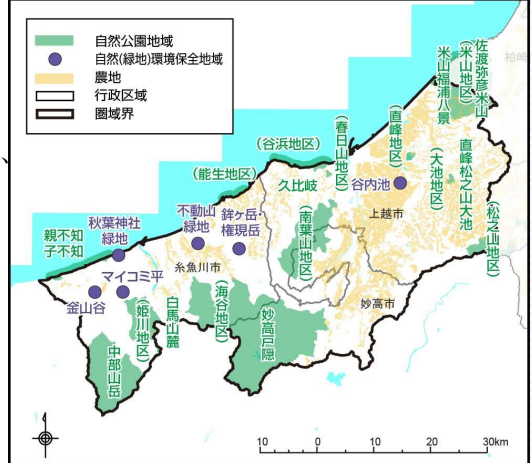 自然公園地域
自然(緑地)環境保全地域
農地
行政区域
圏域界
佐渡弥彦米山
(米山地区)
米山福浦八景
柏崎
(谷浜地区)
(春日山地区)
(直峰地区)
(能生地区)
久比岐
谷内池
(大池地区)
直峰松之山大池
上越市
(松之山地区)
秋葉神社
緑地
不動山
緑地
鉾ヶ岳・
権現岳
(南葉山地区)
親不知
子不知
糸魚川市
マイコミ平
金山谷
(姫川地区)
白馬山麓
(海谷地区)
妙高戸隠
妙高市
中部山岳
10 0 10 20 30km
、